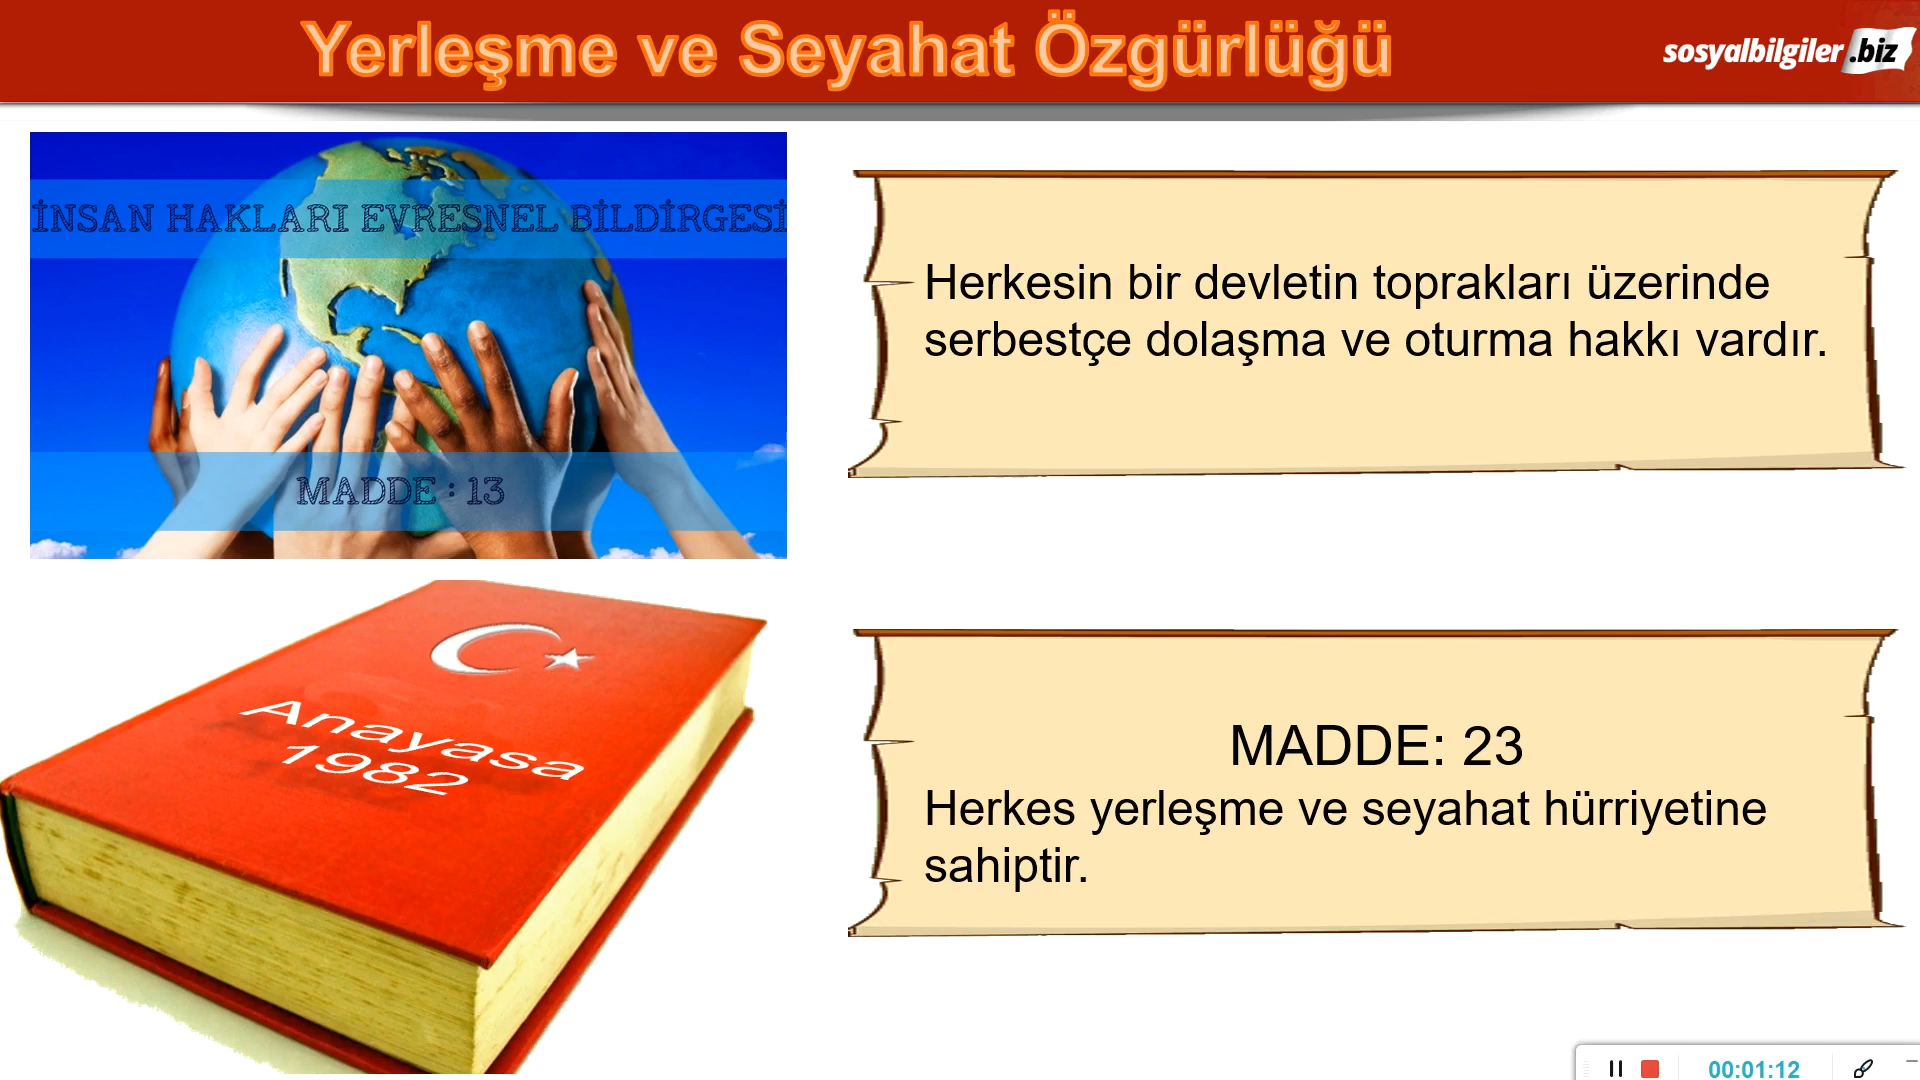 Yerleşme ve Seyahat Özgürlüğü
sosyalbilgiler.biz
İNSAN HAKLARI EVRESNEL BİLDİRGESİ
MADDE : 13
Herkesin bir devletin toprakları üzerinde
serbestçe dolaşma ve oturma hakkı vardır.
Anayasa
1982
MADDE: 23
Herkes yerleşme ve seyahat hürriyetine
sahiptir.
00:01:12